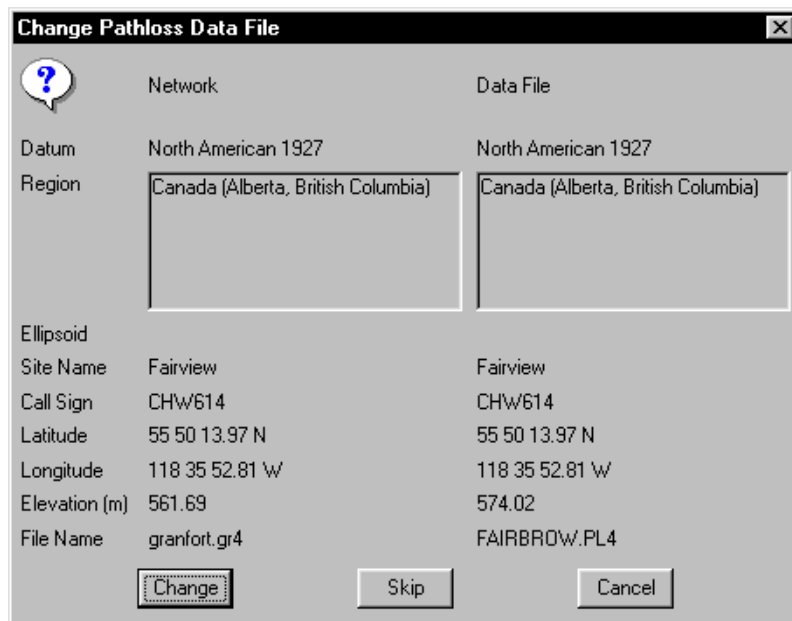 Change Pathloss Data File
? Network Data File
Datum North American 1927 North American 1927
Region Canada (Alberta, British Columbia) Canada (Alberta, British Columbia)
Ellipsoid
Site Name Fairview Fairview
Call Sign CHW614 CHW614
Latitude 55 50 13.97 N 55 50 13.97 N
Longitude 118 35 52.81 W 118 35 52.81 W
Elevation (m) 561.69 574.02
File Name granfort.gr4 FAIRBROW.PL4
Change Skip Cancel